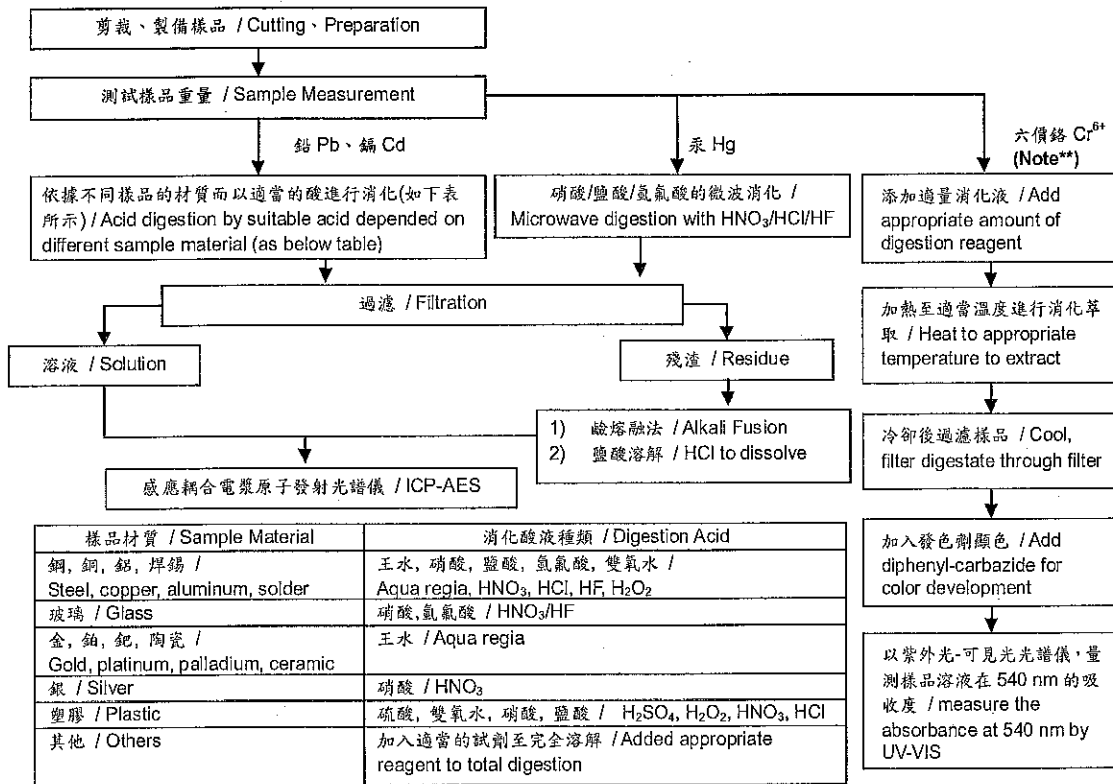 剪裁、製備樣品 / Cutting、Preparation
測試樣品重量 / Sample Measurement
鉛 Pb、鎘 Cd
汞 Hg
六價鉻 Cr⁶⁺
(Note**)
依據不同樣品的材質而以適當的酸進行消化(如下表
所示) / Acid digestion by suitable acid depended on
different sample material (as below table)
硝酸/鹽酸/氫氟酸的微波消化 /
Microwave digestion with HNO₃/HCl/HF
添加適量消化液 / Add
appropriate amount of
digestion reagent
過濾 / Filtration
加熱至適當溫度進行消化萃
取 / Heat to appropriate
temperature to extract
溶液 / Solution
殘渣 / Residue
1) 鹼熔融法 / Alkali Fusion
2) 鹽酸溶解 / HCl to dissolve
冷卻後過濾樣品 / Cool,
filter digestate through filter
感應耦合電漿原子發射光譜儀 / ICP-AES
加入發色劑顯色 / Add
diphenyl-carbazide for
color development
以紫外光-可見光光譜儀，量
測樣品溶液在 540 nm 的吸
收度 / measure the
absorbance at 540 nm by
UV-VIS
樣品材質 / Sample Material
消化酸液種類 / Digestion Acid
鋼, 銅, 鋁, 焊錫 /
Steel, copper, aluminum, solder
王水, 硝酸, 鹽酸, 氫氟酸, 雙氧水 /
Aqua regia, HNO₃, HCl, HF, H₂O₂
玻璃 / Glass
硝酸,氫氟酸 / HNO₃/HF
金, 鉑, 鈀, 陶瓷 /
Gold, platinum, palladium, ceramic
王水 / Aqua regia
銀 / Silver
硝酸 / HNO₃
塑膠 / Plastic
硫酸, 雙氧水, 硝酸, 鹽酸 / H₂SO₄, H₂O₂, HNO₃, HCl
其他 / Others
加入適當的試劑至完全溶解 / Added appropriate
reagent to total digestion